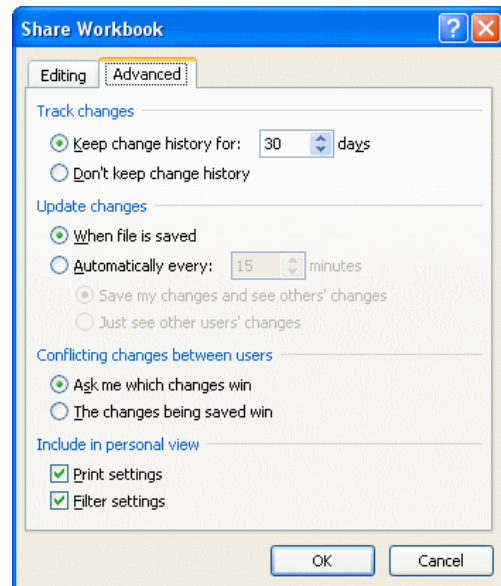 Share Workbook
Editing Advanced
Track changes
Keep change history for: 30 days
Don't keep change history
Update changes
When file is saved
Automatically every: 15 minutes
Save my changes and see others' changes
Just see other users' changes
Conflicting changes between users
Ask me which changes win
The changes being saved win
Include in personal view
Print settings
Filter settings
OK Cancel